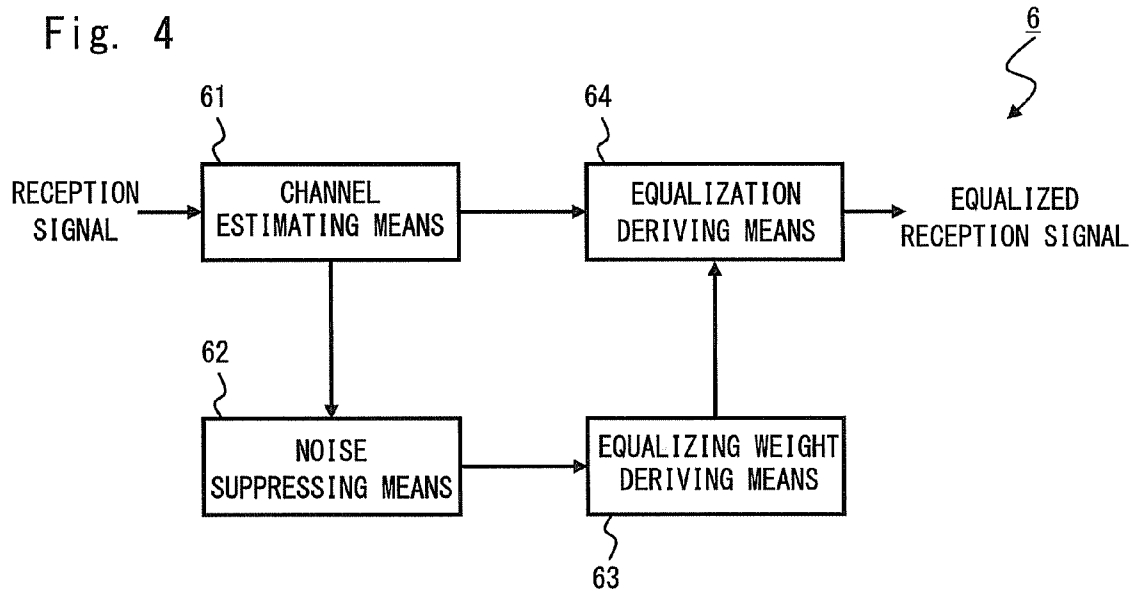 Fig. 4
6
61
64
RECEPTION
SIGNAL
CHANNEL
ESTIMATING MEANS
EQUALIZATION
DERIVING MEANS
EQUALIZED
RECEPTION SIGNAL
62
NOISE
SUPPRESSING MEANS
EQUALIZING WEIGHT
DERIVING MEANS
63